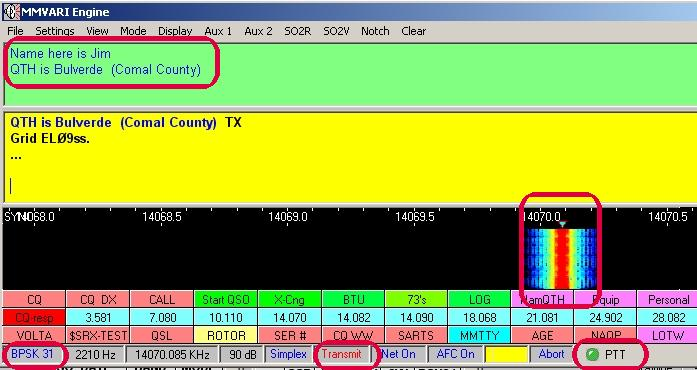 MMVARI Engine
File Settings View Mode Display Aux 1 Aux 2 SO2R SO2V Notch Clear
Name here is Jim
QTH is Bulverde (Comal County)
QTH is Bulverde (Comal County) TX
Grid ELØ9ss.
...
14068.0 14068.5 14069.0 14069.5 14070.0 14070.5
CQ CQ DX CALL Start QSO X-Cng BTU 73's LOG HamQTH Equip Personal
CQ-resp 3.581 7.080 10.110 14.070 14.082 14.090 18.068 21.081 24.902 28.082
VOLTA $SRX-TEST QSL ROTOR SER # CQ WW SARTS MMTTY AGE NAQP LOTW
BPSK 31 2210 Hz 14070.085 KHz 90 dB Simplex Transmit Net On AFC On Abort PTT